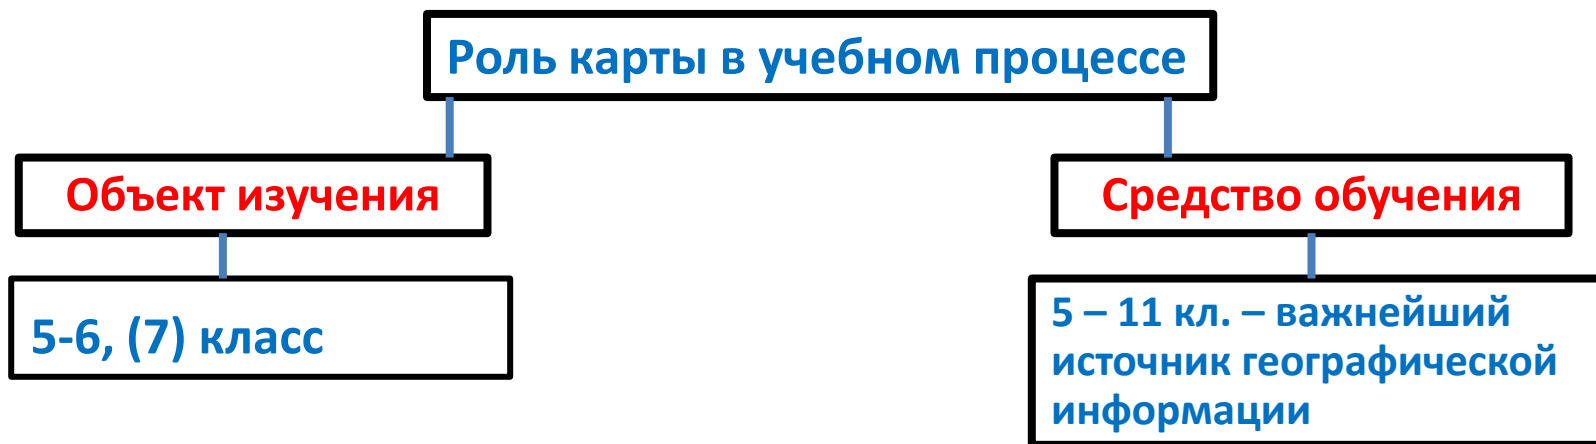 Роль карты в учебном процессе
Объект изучения
Средство обучения
5-6, (7) класс
5 – 11 кл. – важнейший
источник географической
информации